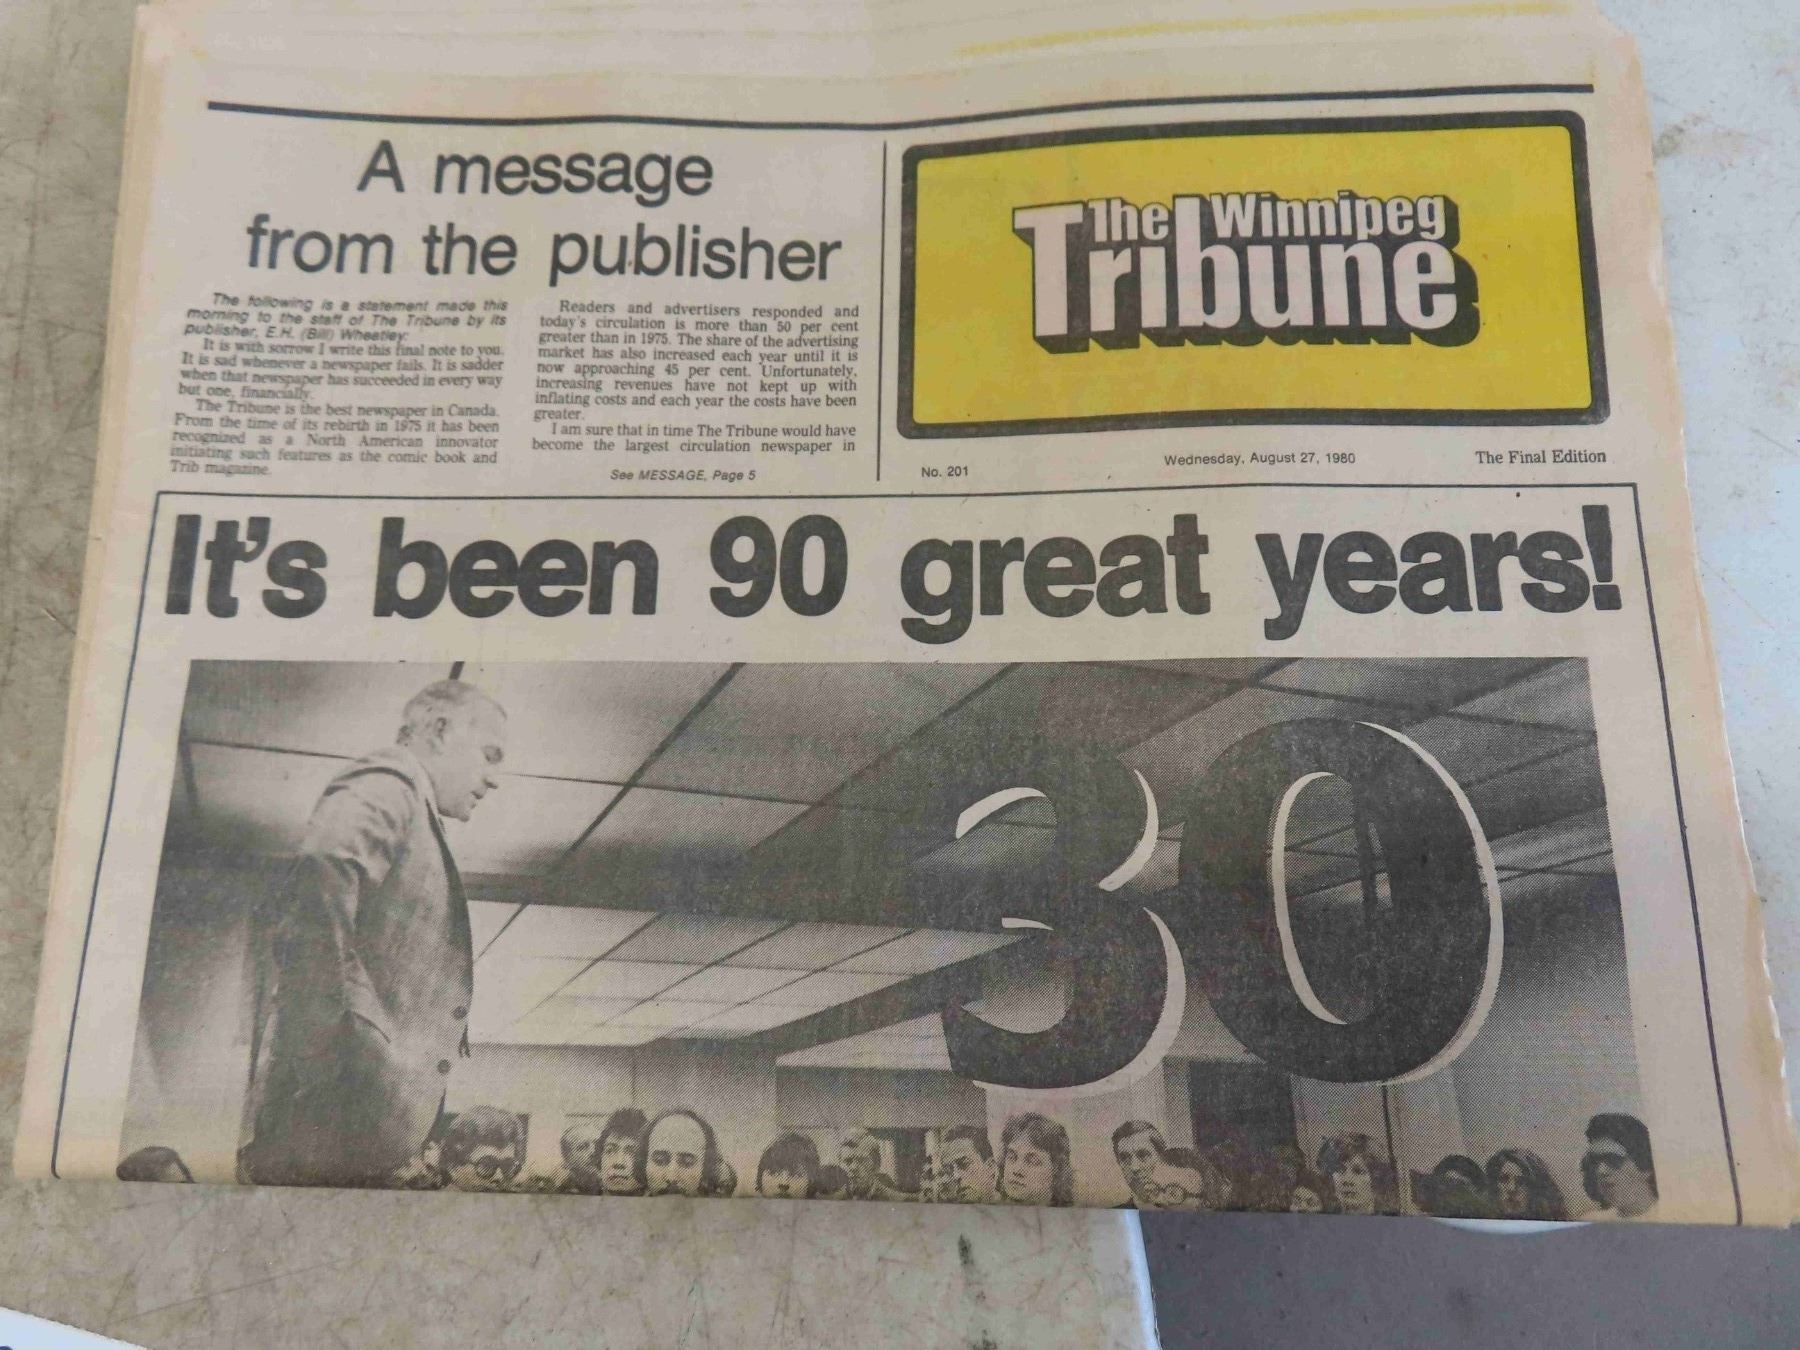 A message
from the publisher
The following is a statement made this
morning to the staff of The Tribune by its
publisher, E.H. (Bill) Wheatley:
It is with sorrow I write this final note to you.
It is sad whenever a newspaper fails. It is sadder
when that newspaper has succeeded in every way
but one, financially.
The Tribune is the best newspaper in Canada.
From the time of its rebirth in 1975 it has been
recognized as a North American innovator
initiating such features as the comic book and
Trib magazine.
Readers and advertisers responded and
today's circulation is more than 50 per cent
greater than in 1975. The share of the advertising
market has also increased each year until it is
now approaching 45 per cent. Unfortunately,
increasing revenues have not kept up with
inflating costs and each year the costs have been
greater.
I am sure that in time The Tribune would have
become the largest circulation newspaper in
See MESSAGE, Page 5
The Winnipeg
Tribune
No. 201
Wednesday, August 27, 1980
The Final Edition
It's been 90 great years!
30